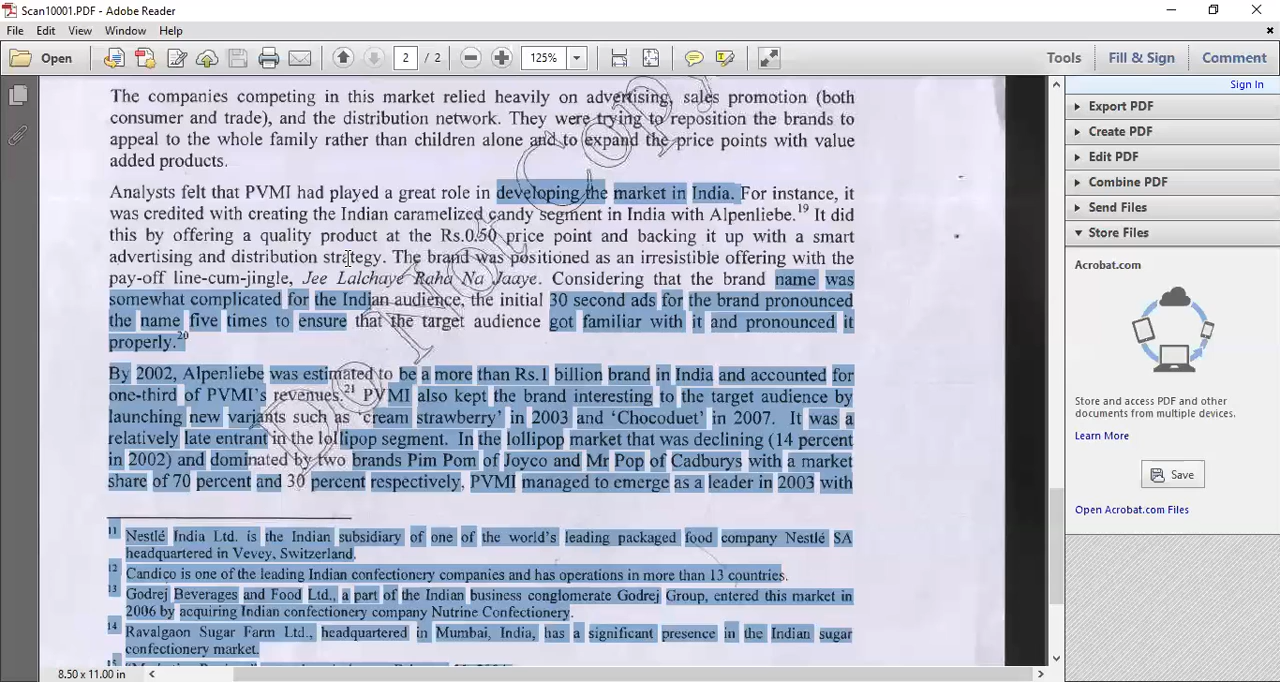 Scan10001.PDF - Adobe Reader
File Edit View Window Help
Open 2 / 2 125% Tools Fill & Sign Comment
Sign In
Export PDF
Create PDF
Edit PDF
Combine PDF
Send Files
Store Files
Acrobat.com
Store and access PDF and other
documents from multiple devices.
Learn More
Save
Open Acrobat.com Files
The companies competing in this market relied heavily on advertising, sales promotion (both
consumer and trade), and the distribution network. They were trying to reposition the brands to
appeal to the whole family rather than children alone and to expand the price points with value
added products.
Analysts felt that PVMI had played a great role in developing the market in India. For instance, it
was credited with creating the Indian caramelized candy segment in India with Alpenliebe.19 It did
this by offering a quality product at the Rs.0.50 price point and backing it up with a smart
advertising and distribution strategy. The brand was positioned as an irresistible offering with the
pay-off line-cum-jingle, Jee Lalchaye Raha Na Jaaye. Considering that the brand name was
somewhat complicated for the Indian audience, the initial 30 second ads for the brand pronounced
the name five times to ensure that the target audience got familiar with it and pronounced it
properly.20
By 2002, Alpenliebe was estimated to be a more than Rs.1 billion brand in India and accounted for
one-third of PVMI's revenues.21 PVMI also kept the brand interesting to the target audience by
launching new variants such as 'cream strawberry' in 2003 and 'Chocoduet' in 2007. It was a
relatively late entrant in the lollipop segment. In the lollipop market that was declining (14 percent
in 2002) and dominated by two brands Pim Pom of Joyco and Mr Pop of Cadburys with a market
share of 70 percent and 30 percent respectively, PVMI managed to emerge as a leader in 2003 with
11 Nestlé India Ltd. is the Indian subsidiary of one of the world's leading packaged food company Nestlé SA
headquartered in Vevey, Switzerland.
12 Candico is one of the leading Indian confectionery companies and has operations in more than 13 countries.
13 Godrej Beverages and Food Ltd., a part of the Indian business conglomerate Godrej Group, entered this market in
2006 by acquiring Indian confectionery company Nutrine Confectionery.
14 Ravalgaon Sugar Farm Ltd., headquartered in Mumbai, India, has a significant presence in the Indian sugar
confectionery market.
Do Not Copy
8.50 x 11.00 in